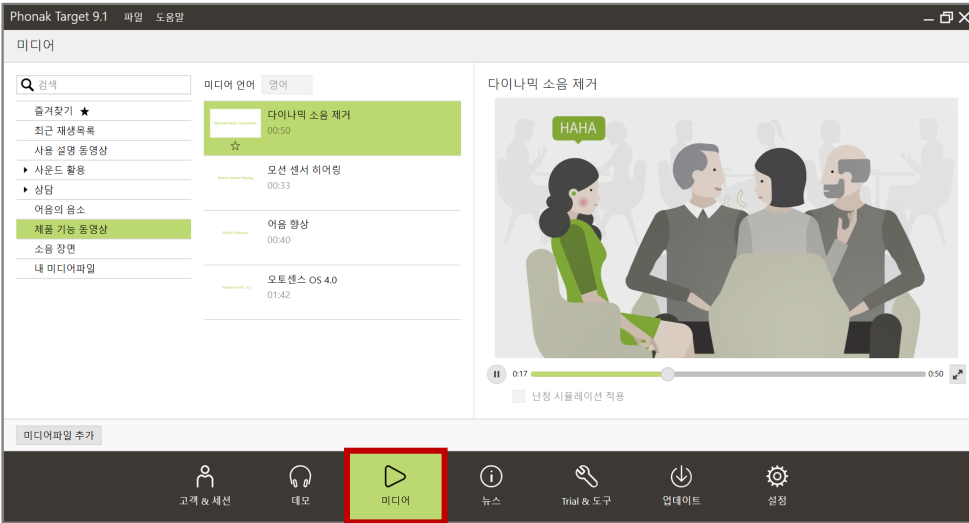 Phonak Target 9.1 파일 도움말
미디어
검색
즐겨찾기 ★
최근 재생목록
사용 설명 동영상
사운드 활용
상담
어음의 음소
제품 기능 동영상
소음 장면
내 미디어파일
미디어 언어 영어
다이나믹 소음 제거
00:50
모션 센서 히어링
00:33
어음 향상
00:40
오토센스 OS 4.0
01:42
다이나믹 소음 제거
HAHA
0:17
0:50
난청 시뮬레이션 적용
미디어파일 추가
고객 & 세션
데모
미디어
뉴스
Trial & 도구
업데이트
설정